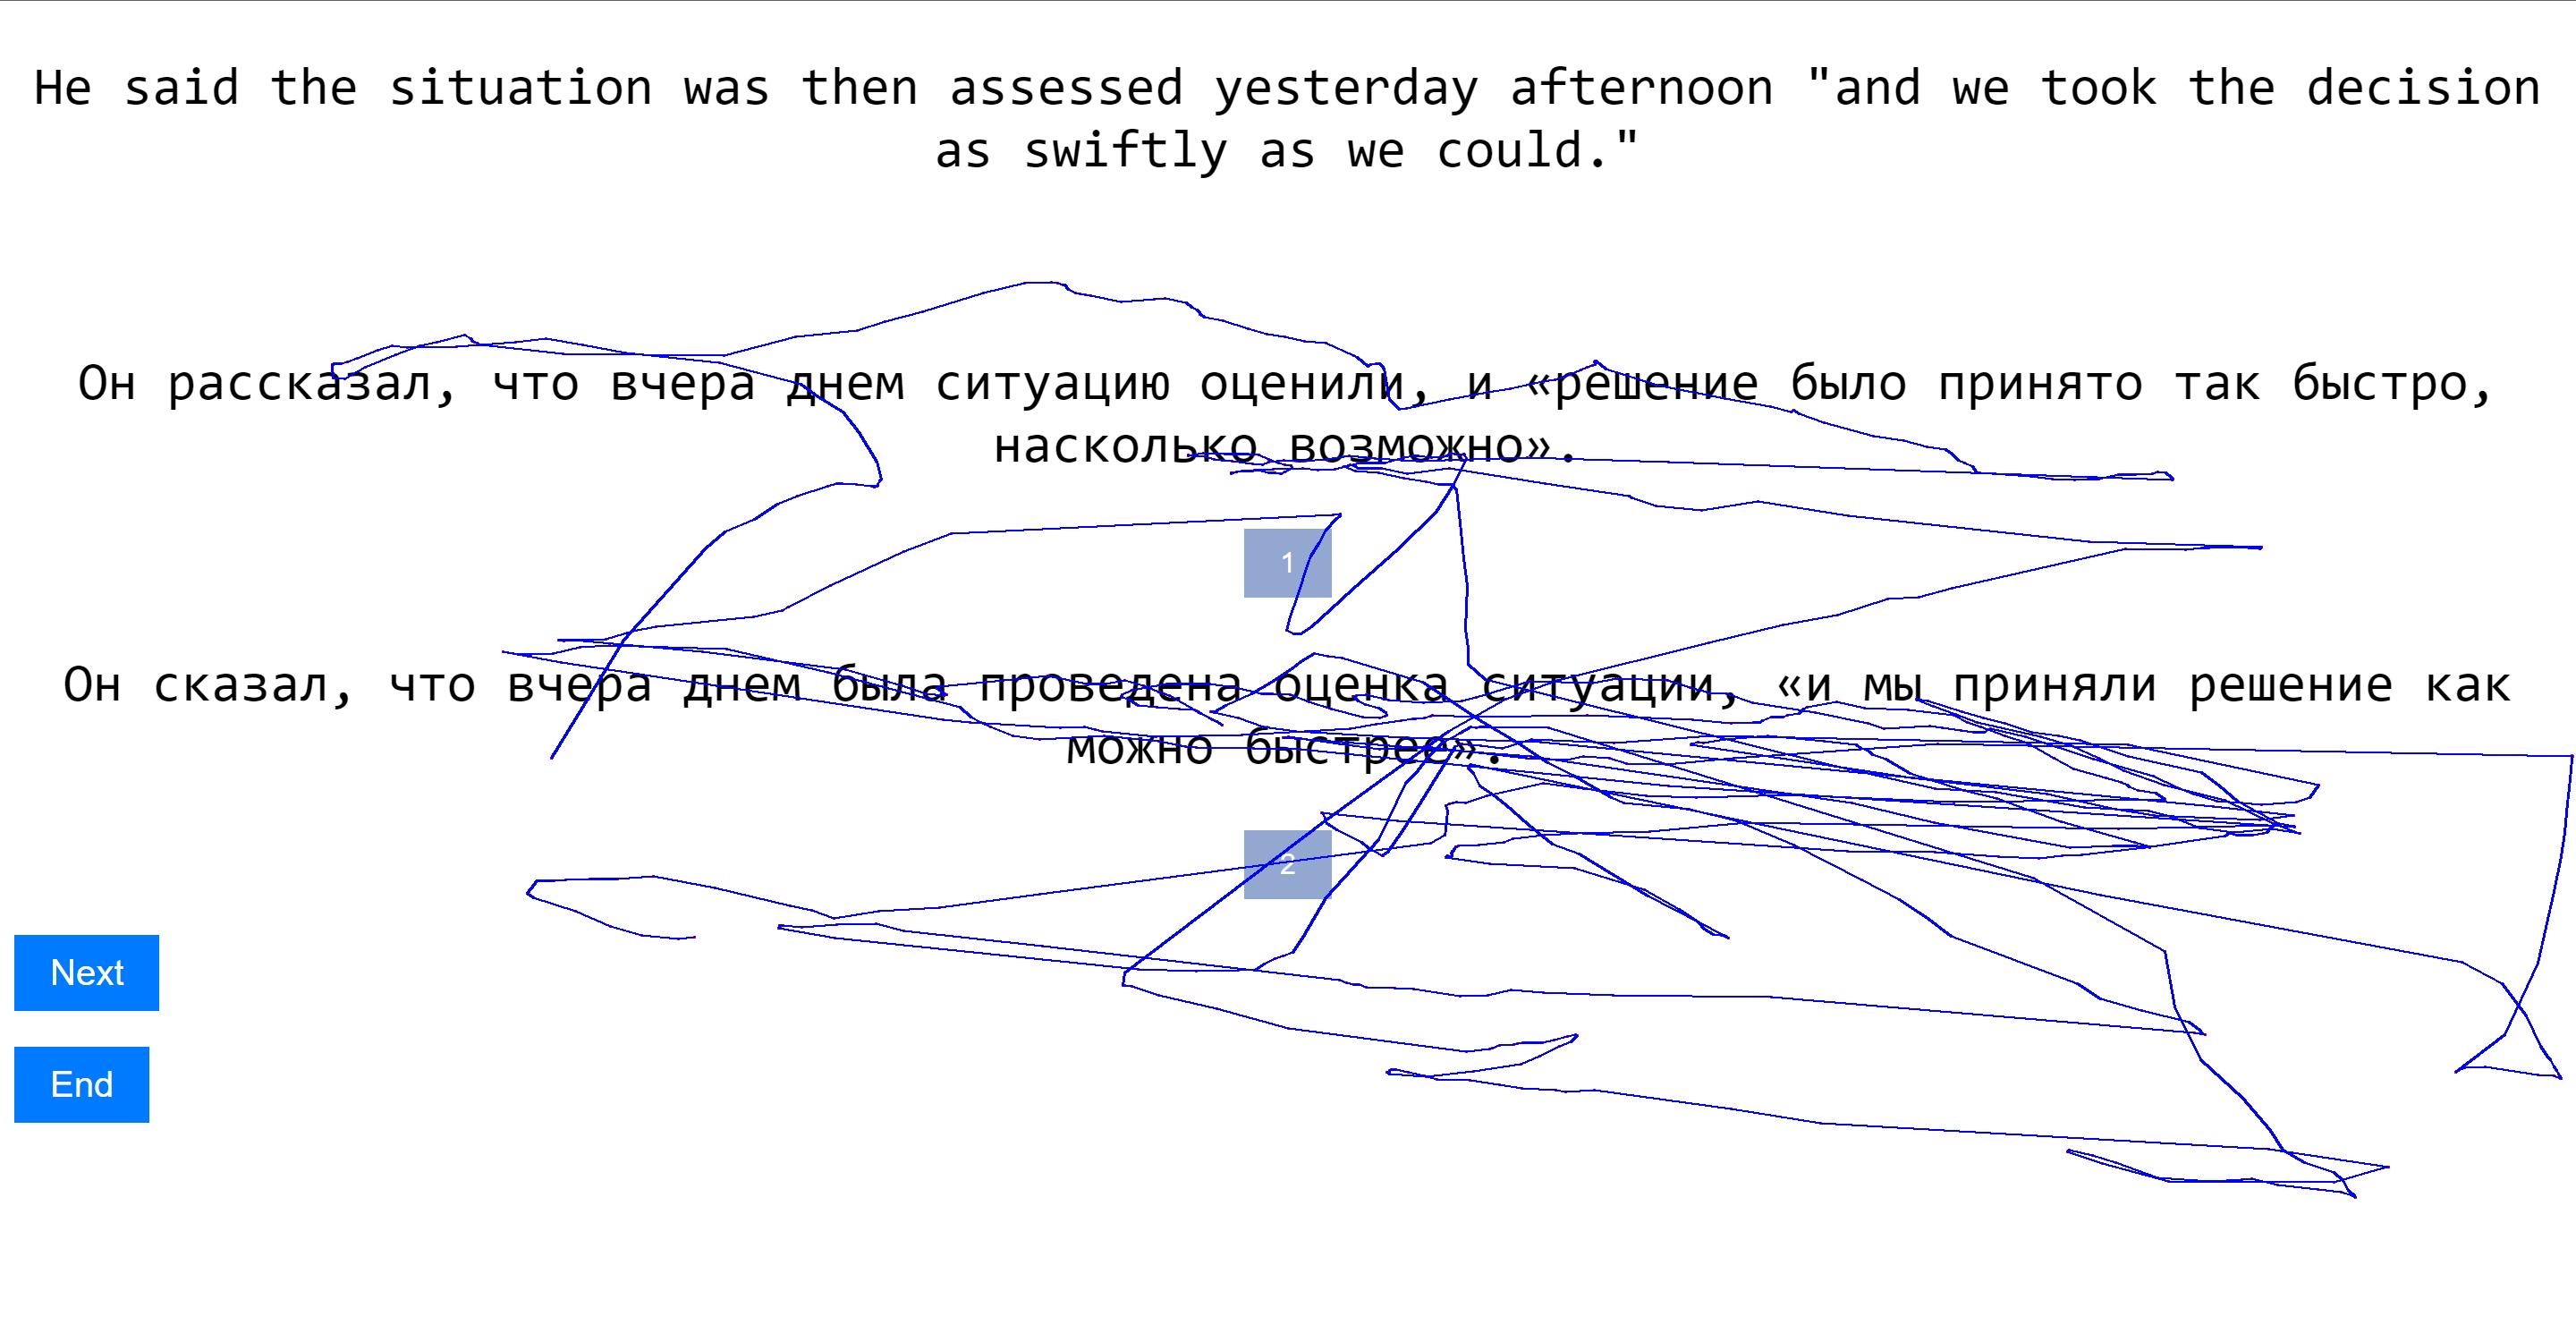 He said the situation was then assessed yesterday afternoon "and we took the decision
as swiftly as we could."
Он рассказал, что вчера днем ситуацию оценили, и «решение было принято так быстро,
насколько возможно».
1
Он сказал, что вчера днем была проведена оценка ситуации, «и мы приняли решение как
можно быстрее».
2
Next
End